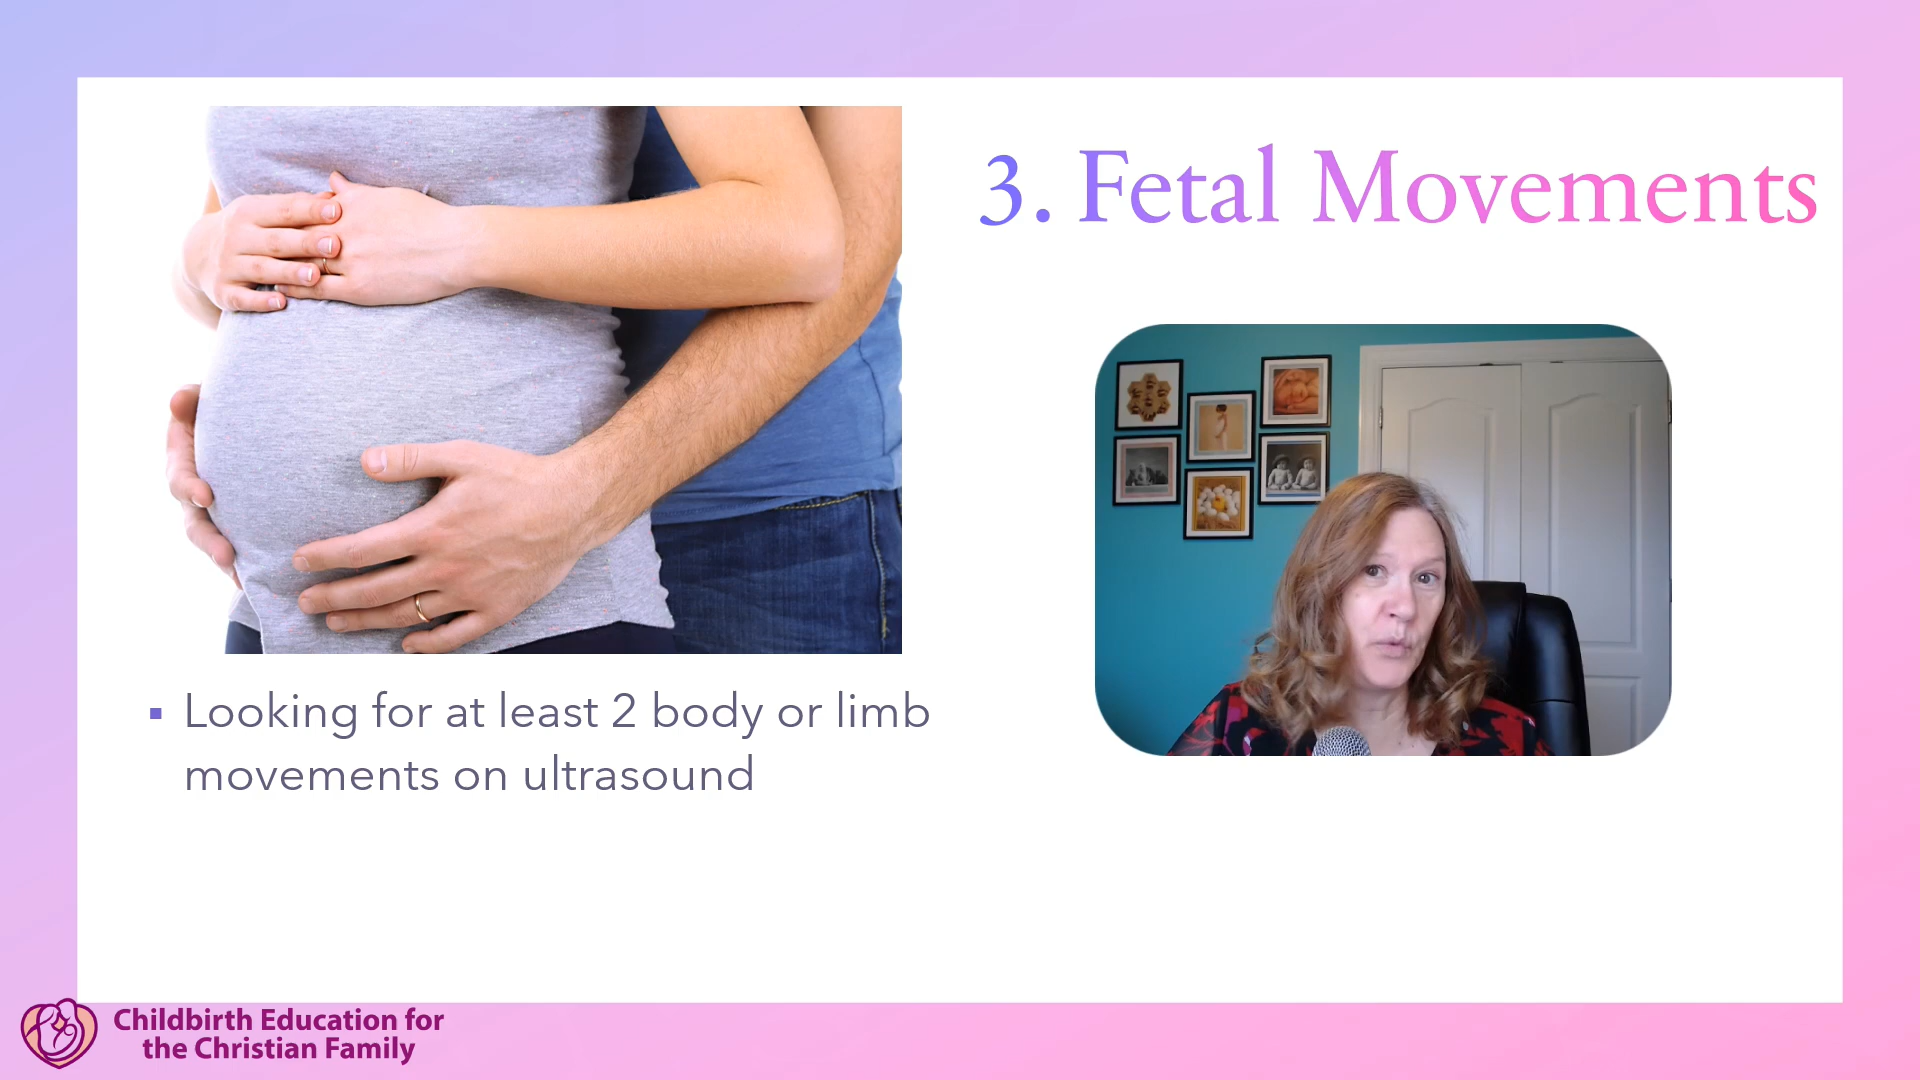 3. Fetal Movements
▪ Looking for at least 2 body or limb
movements on ultrasound
Childbirth Education for
the Christian Family